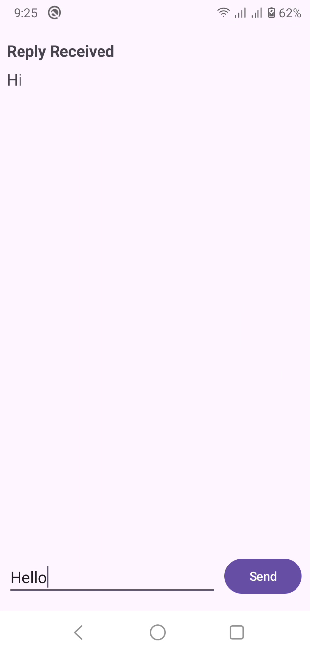 9:25
62%
Reply Received
Hi
Hello
Send